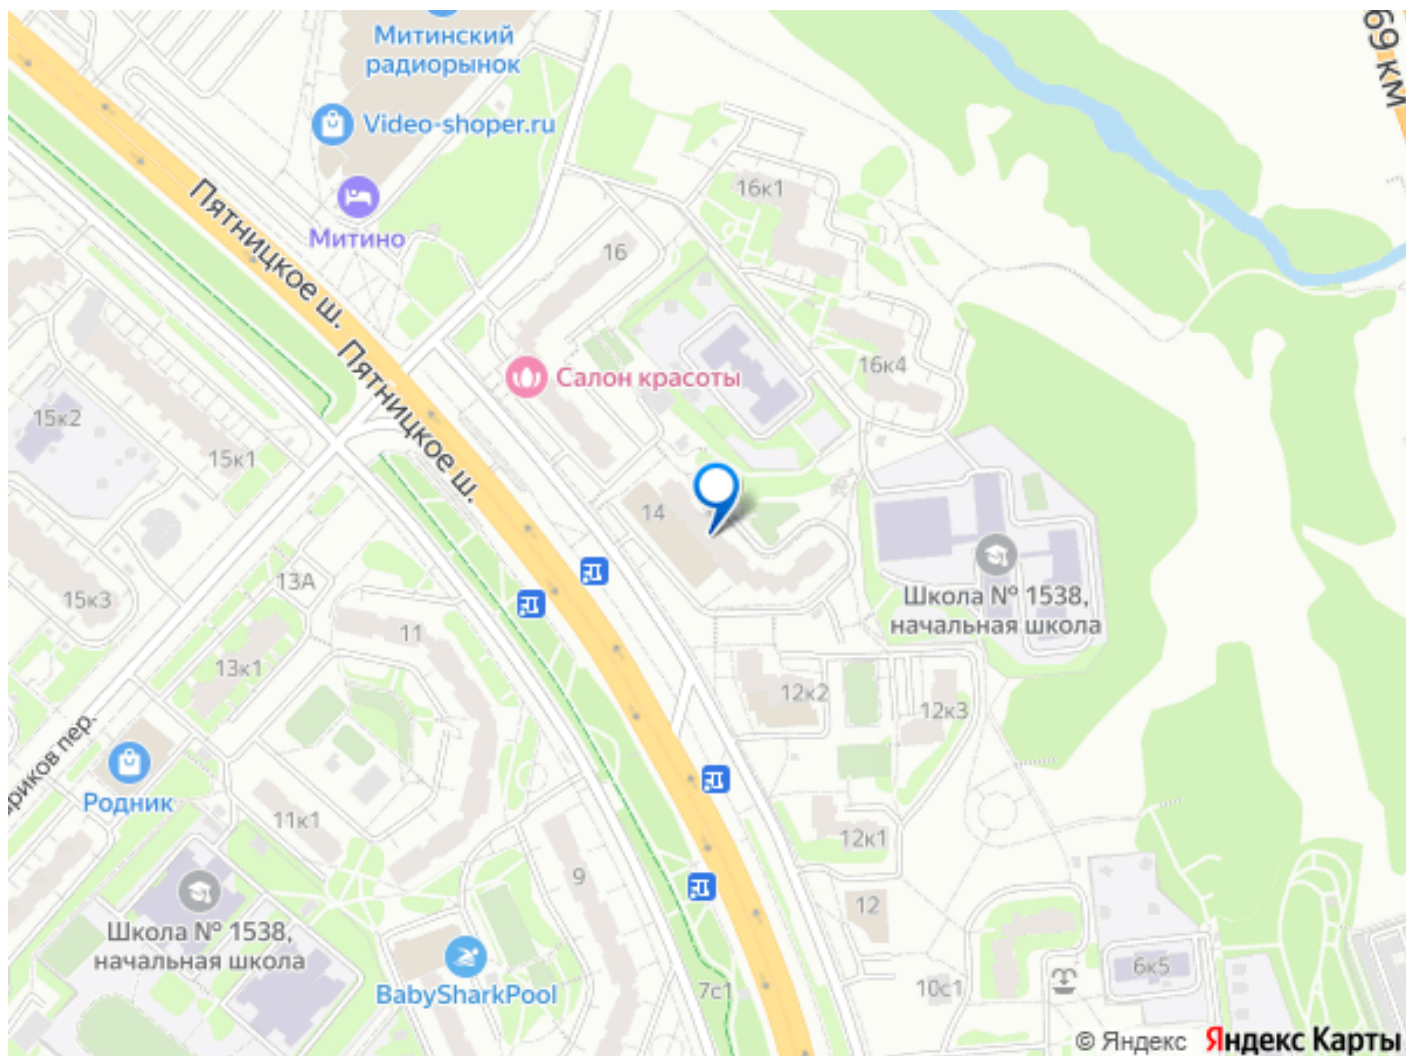 69 км
Митинский
радиорынок
Video-shoper.ru
16к1
Пятницкое ш.
Митино
16
Пятницкое ш.
16к4
Салон красоты
15к2
15к1
14
13А
15к3
Школа № 1538,
начальная школа
11
13к1
12к2
12к3
Родник
11к1
12к1
9
12
Школа № 1538,
начальная школа
6к5
BabySharkPool
7с1
10с1
© Яндекс Яндекс Карты